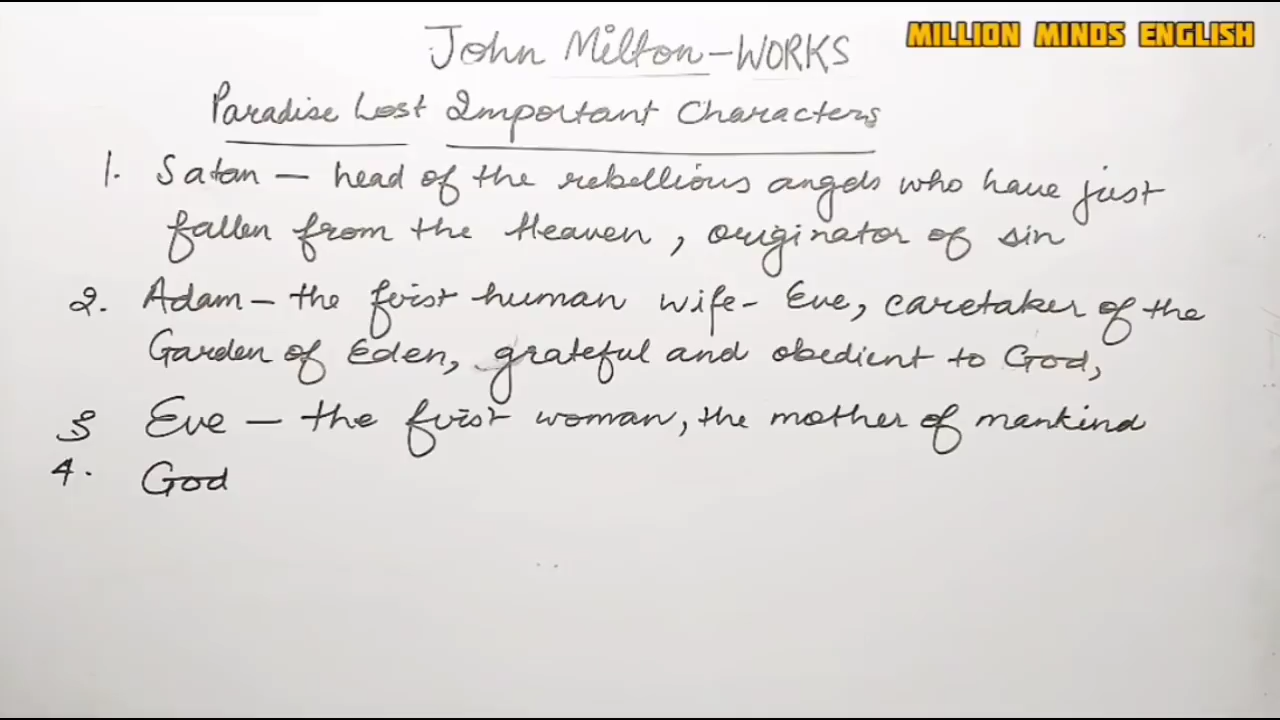 MILLION MINDS ENGLISH
John Milton - WORKS
Paradise Lost Important Characters
1. Satan - head of the rebellious angels who have just
fallen from the Heaven, originator of sin
2. Adam - the first human wife - Eve, caretaker of the
Garden of Eden, grateful and obedient to God,
3 Eve - the first woman, the mother of mankind
4. God